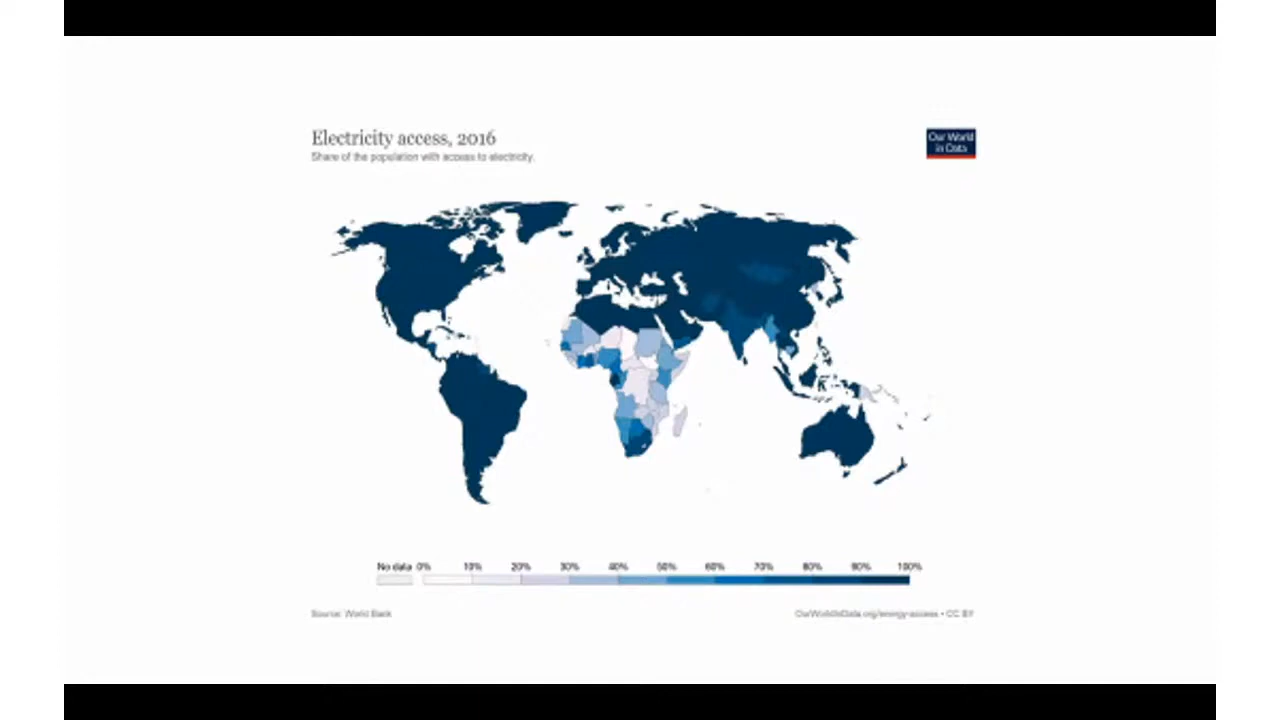 Electricity access, 2016
Share of the population with access to electricity.
Our World
in Data
No data 0% 10% 20% 30% 40% 50% 60% 70% 80% 90% 100%
Source: World Bank
OurWorldInData.org/energy-access • CC BY